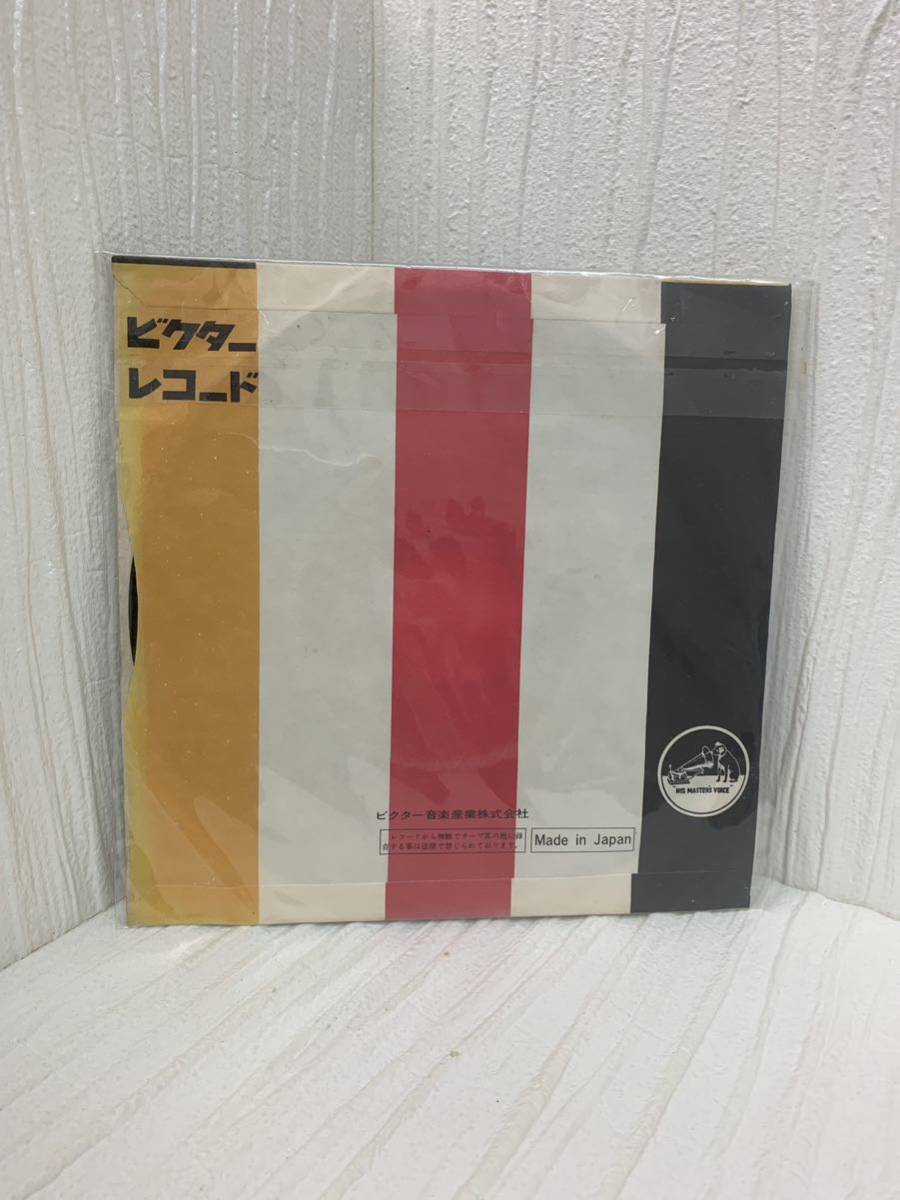 ビクター
レコード
"HIS MASTER'S VOICE"
ビクター音楽産業株式会社
レコードから無断でテープ其の他に録
音する事は法律で禁じられております。
Made in Japan